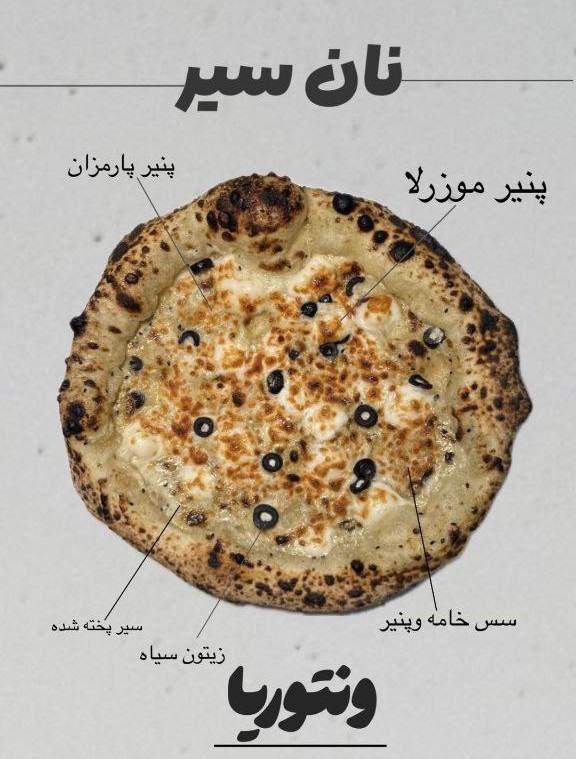 نان سیر
پنیر پارمزان
پنیر موزرلا
سس خامه وپنیر
سیر پخته شده
زیتون سیاه
ونتوریا